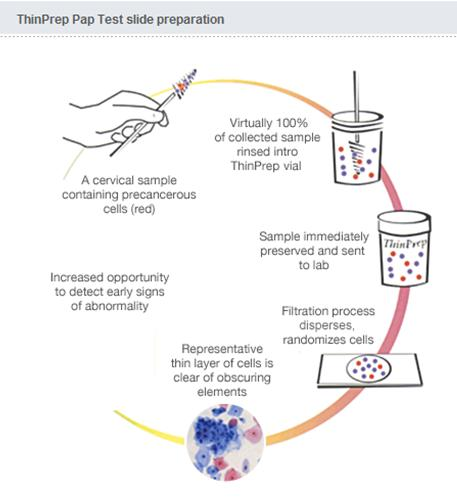 ThinPrep Pap Test slide preparation
Virtually 100%
of collected sample
rinsed intro
ThinPrep vial
A cervical sample
containing precancerous
cells (red)
Sample immediately
preserved and sent
to lab
ThinPrep
Increased opportunity
to detect early signs
of abnormality
Filtration process
disperses,
randomizes cells
Representative
thin layer of cells is
clear of obscuring
elements